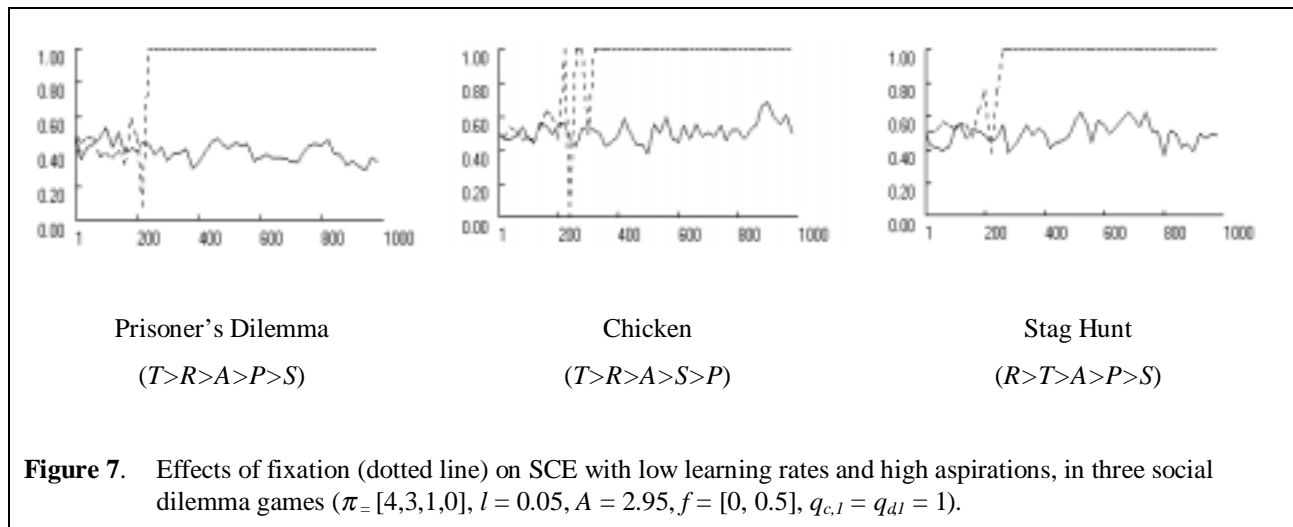 1.00
0.80
0.60
0.40
0.20
0.00
1 200 400 600 800 1000
1.00
0.80
0.60
0.40
0.20
0.00
1 200 400 600 800 1000
1.00
0.80
0.60
0.40
0.20
0.00
1 200 400 600 800 1000
Prisoner’s Dilemma
(T>R>A>P>S)
Chicken
(T>R>A>S>P)
Stag Hunt
(R>T>A>P>S)
Figure 7. Effects of fixation (dotted line) on SCE with low learning rates and high aspirations, in three social
dilemma games (π = [4,3,1,0], l = 0.05, A = 2.95, f = [0, 0.5], qc,1 = qd,1 = 1).